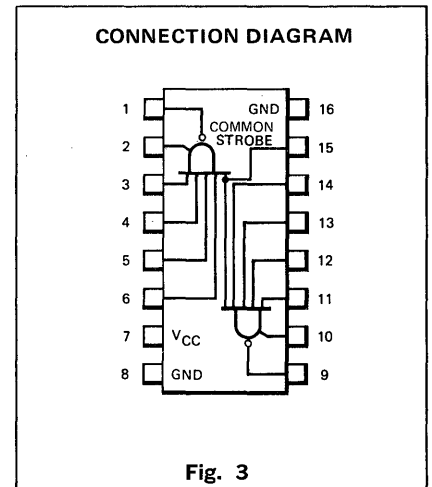 CONNECTION DIAGRAM
1 GND 16
COMMON
2 STROBE 15
3 14
4 13
5 12
6 11
7 VCC 10
8 GND 9
Fig. 3